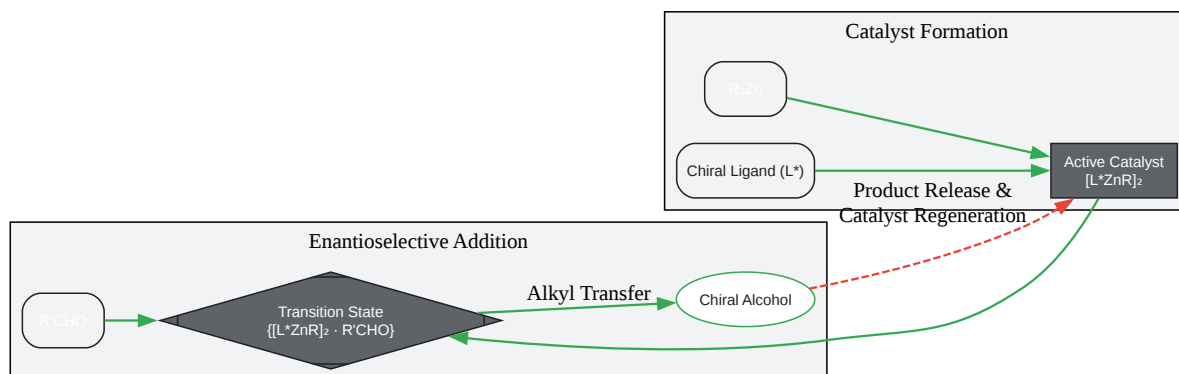 Catalyst Formation
R₂Zn
Chiral Ligand (L*)
Active Catalyst
[L*ZnR]₂
Product Release &
Catalyst Regeneration
Enantioselective Addition
R'CHO
Transition State
{[L*ZnR]₂ · R'CHO}
Alkyl Transfer
Chiral Alcohol